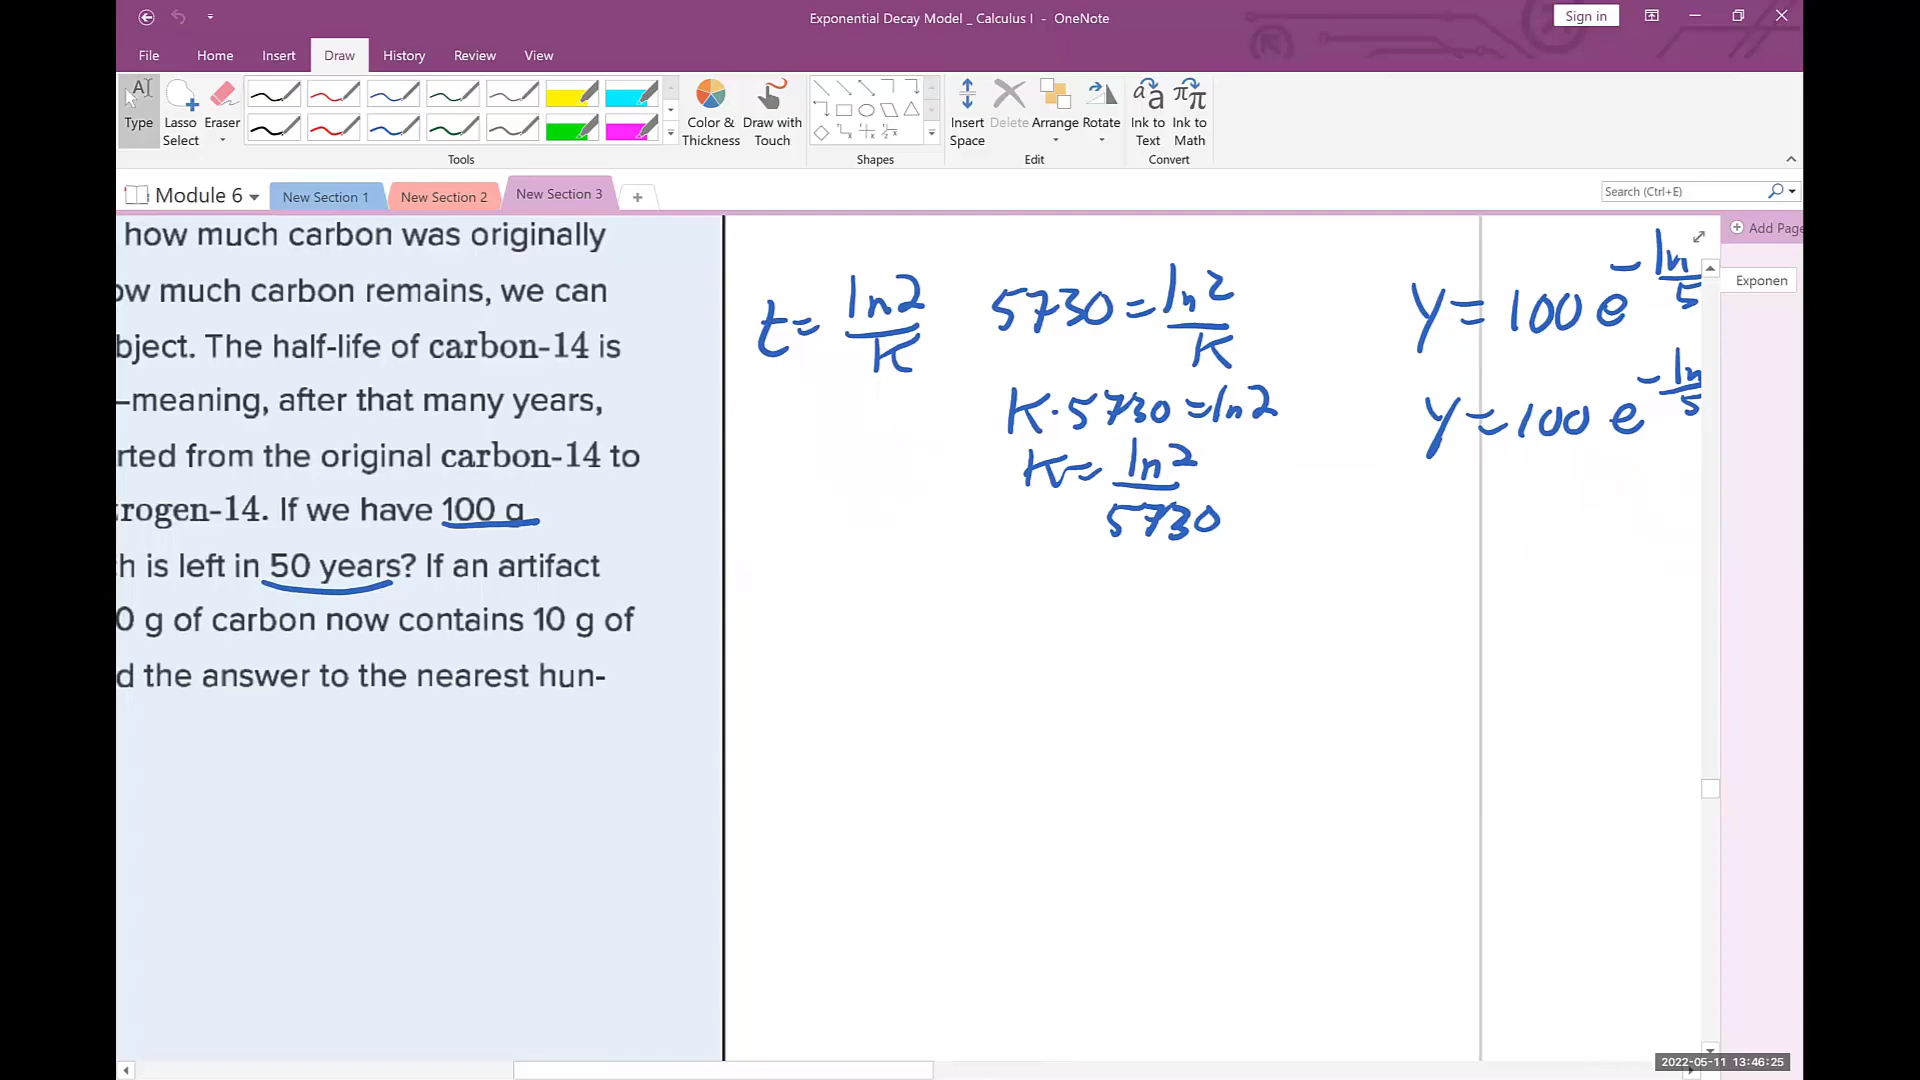 Exponential Decay Model _ Calculus I - OneNote
Sign in
File Home Insert Draw History Review View
Type
Lasso Select
Eraser
Color & Thickness
Draw with Touch
Insert Space
Delete
Arrange
Rotate
Ink to Text
Ink to Math
Tools
Shapes
Edit
Convert
Module 6
New Section 1
New Section 2
New Section 3
Search (Ctrl+E)
Add Page
Exponen
how much carbon was originally
ow much carbon remains, we can
bject. The half-life of carbon-14 is
–meaning, after that many years,
rted from the original carbon-14 to
trogen-14. If we have 100 g
h is left in 50 years? If an artifact
0 g of carbon now contains 10 g of
d the answer to the nearest hun-
t = ln2/K
5730 = ln2/K
K·5730 = ln2
K = ln2/5730
y = 100 e^-ln/5
y = 100 e^-ln/5
2022-05-11 13:46:25